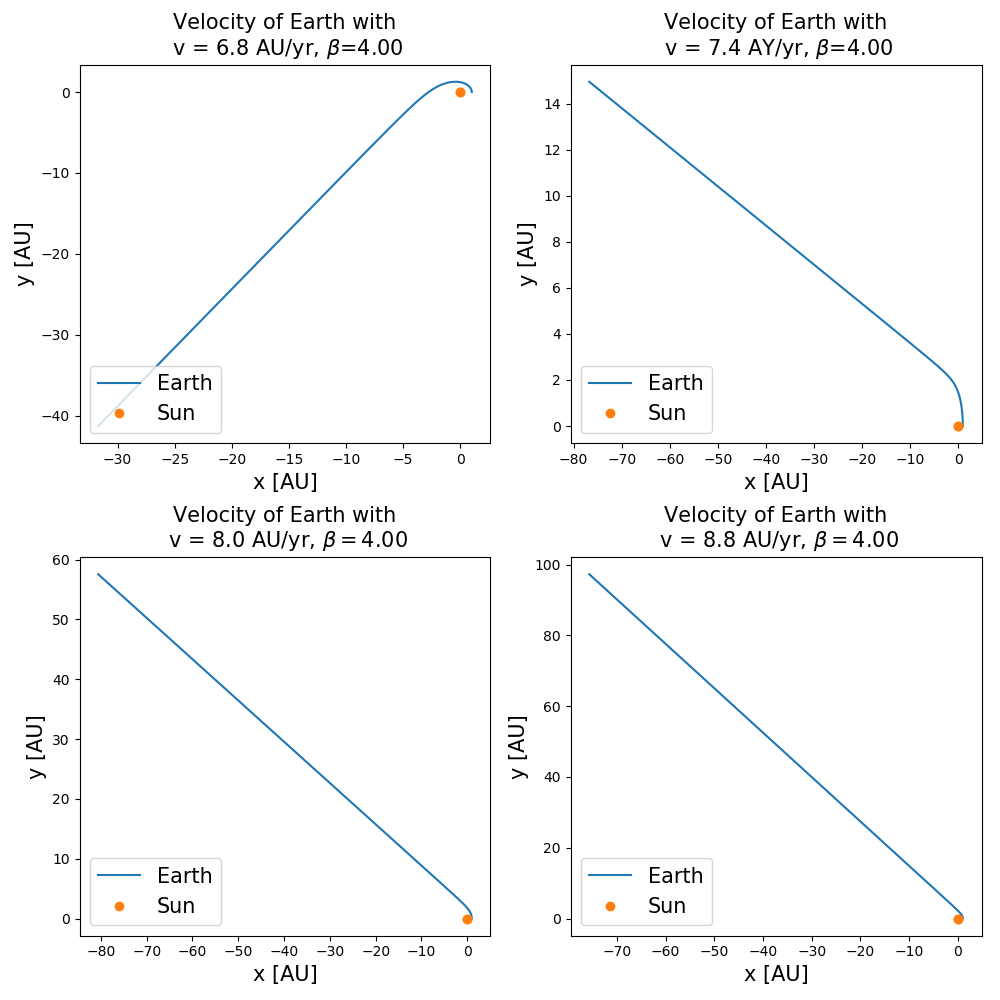 Velocity of Earth with
v = 6.8 AU/yr, β=4.00
0
−10
−20
−30
−40
y [AU]
Earth
Sun
−30 −25 −20 −15 −10 −5 0
x [AU]
Velocity of Earth with
v = 7.4 AY/yr, β=4.00
14
12
10
8
6
4
2
0
y [AU]
Earth
Sun
−80 −70 −60 −50 −40 −30 −20 −10 0
x [AU]
Velocity of Earth with
v = 8.0 AU/yr, β = 4.00
60
50
40
30
20
10
0
y [AU]
Earth
Sun
−80 −70 −60 −50 −40 −30 −20 −10 0
x [AU]
Velocity of Earth with
v = 8.8 AU/yr, β = 4.00
100
80
60
40
20
0
y [AU]
Earth
Sun
−70 −60 −50 −40 −30 −20 −10 0
x [AU]